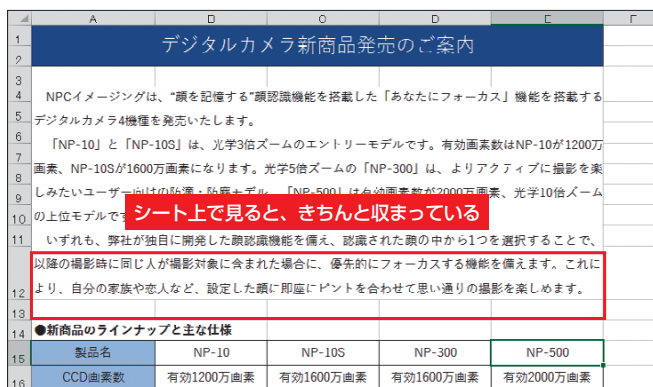 A B C D E F
1 デジタルカメラ新商品発売のご案内
2
3
4 NPCイメージングは、“顔を記憶する”顔認識機能を搭載した「あなたにフォーカス」機能を搭載する
5 デジタルカメラ4機種を発売いたします。
6 「NP-10」と「NP-10S」は、光学3倍ズームのエントリーモデルです。有効画素数はNP-10が1200万
7 画素、NP-10Sが1600万画素になります。光学5倍ズームの「NP-300」は、よりアクティブに撮影を楽
8
9 しみたいユーザー向けの防滴・防塵モデル、「NP-500」は有効画素数が2000万画素、光学10倍ズーム
10 の上位モデルです
シート上で見ると、きちんと収まっている
11 いずれも、弊社が独自に開発した顔認識機能を備え、認識された顔の中から1つを選択することで、
以降の撮影時に同じ人が撮影対象に含まれた場合に、優先的にフォーカスする機能を備えます。これに
12 より、自分の家族や恋人など、設定した顔に即座にピントを合わせて思い通りの撮影を楽しめます。
13
14 ●新商品のラインナップと主な仕様
15 製品名 NP-10 NP-10S NP-300 NP-500
16 CCD画素数 有効1200万画素 有効1600万画素 有効1600万画素 有効2000万画素